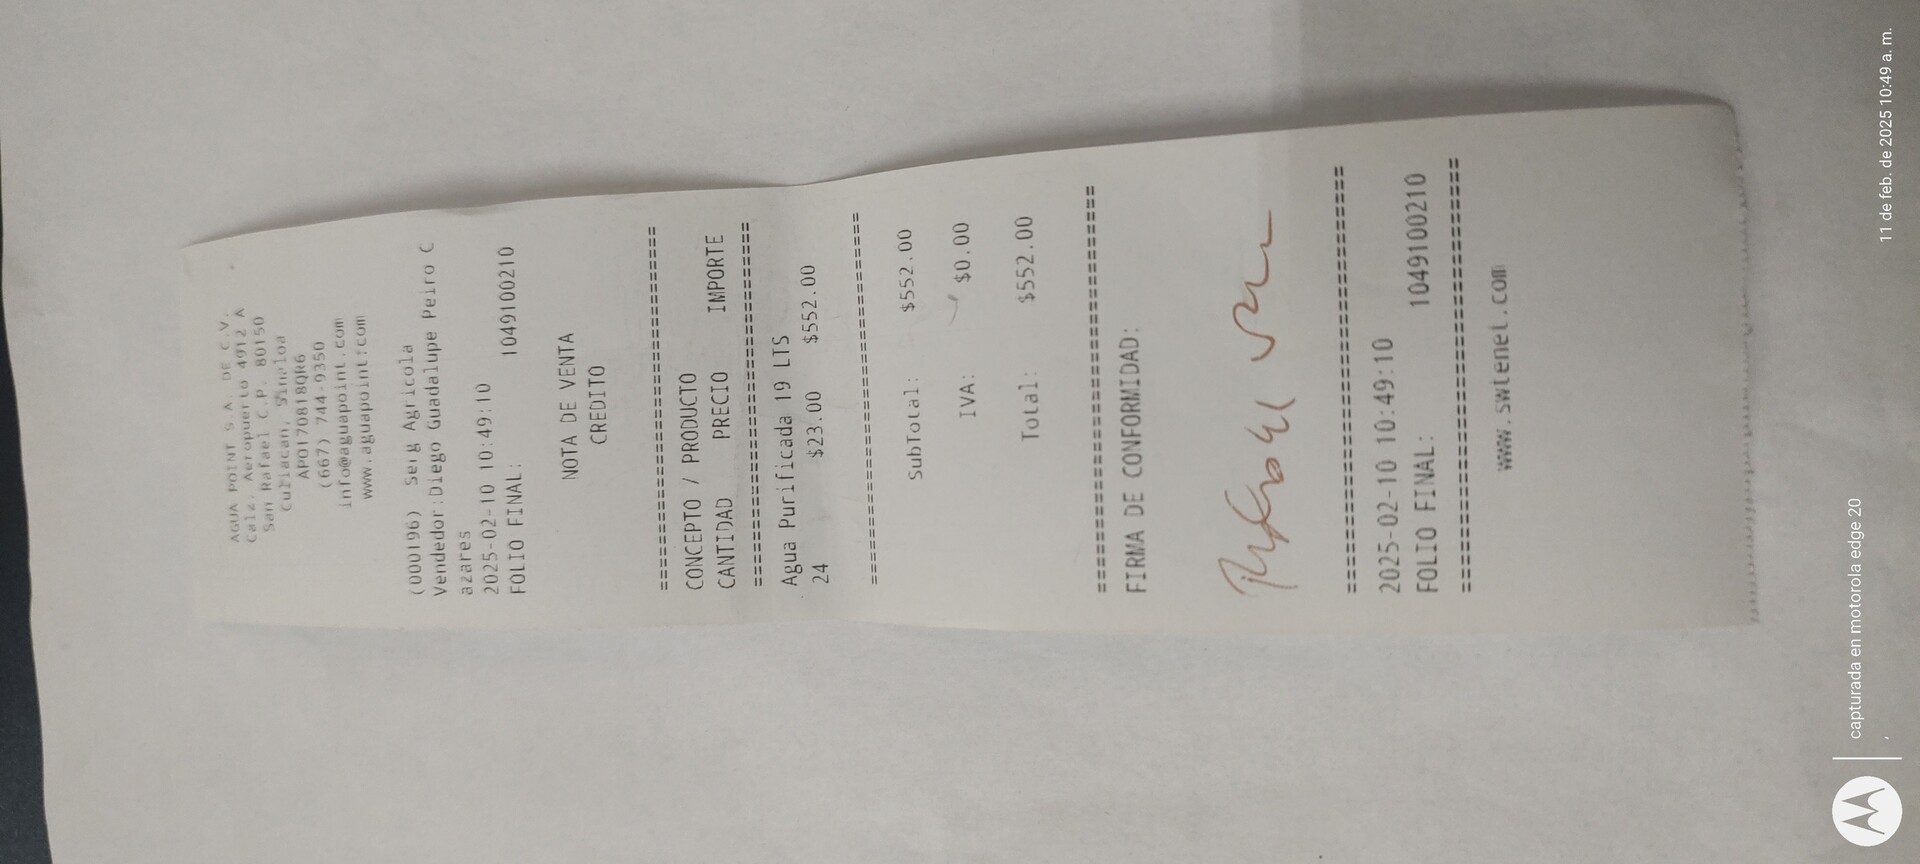 AGUA POINT S.A. DE C.V.
Calz. Aeropuerto 4912 A
San Rafael C.P. 80150
Culiacan, Sinaloa
APO170818QR6
(667) 744-9350
info@aguapoint.com
www.aguapoint.com
(000196) Serg Agricola
Vendedor:Diego Guadalupe Peiro C
azares
2025-02-10 10:49:10
FOLIO FINAL: 1049100210
NOTA DE VENTA
CREDITO
================================
CONCEPTO / PRODUCTO
CANTIDAD PRECIO IMPORTE
================================
Agua Purificada 19 LTS
24 $23.00 $552.00
================================
SubTotal: $552.00
IVA: $0.00
Total: $552.00
====================================
FIRMA DE CONFORMIDAD:
====================================
2025-02-10 10:49:10
FOLIO FINAL: 1049100210
====================================
www.swtenel.com
capturada en motorola edge 20
,
11 de feb. de 2025 10:49 a. m.